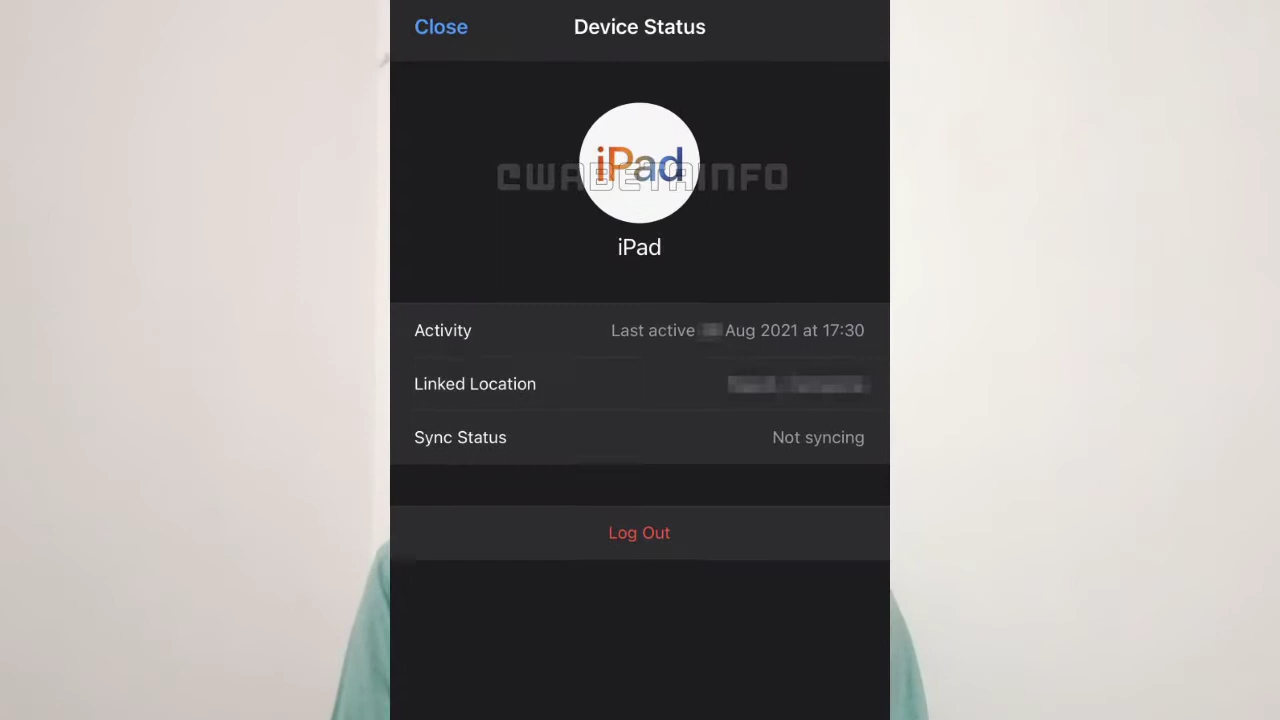 Close
Device Status
iPad
CWABETAINFO
iPad
Activity
Last active Aug 2021 at 17:30
Linked Location
Sync Status
Not syncing
Log Out